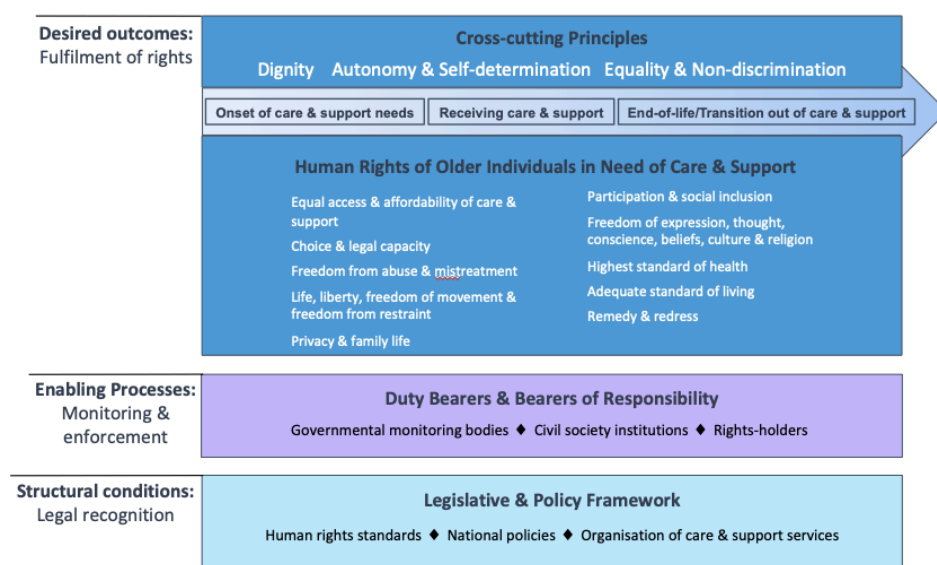 Desired outcomes:
Fulfilment of rights
Cross-cutting Principles
Dignity Autonomy & Self-determination Equality & Non-discrimination
Onset of care & support needs
Receiving care & support
End-of-life/Transition out of care & support
Human Rights of Older Individuals in Need of Care & Support
Equal access & affordability of care &
support
Choice & legal capacity
Freedom from abuse & mistreatment
Life, liberty, freedom of movement &
freedom from restraint
Privacy & family life
Participation & social inclusion
Freedom of expression, thought,
conscience, beliefs, culture & religion
Highest standard of health
Adequate standard of living
Remedy & redress
Enabling Processes:
Monitoring &
enforcement
Duty Bearers & Bearers of Responsibility
Governmental monitoring bodies ♦ Civil society institutions ♦ Rights-holders
Structural conditions:
Legal recognition
Legislative & Policy Framework
Human rights standards ♦ National policies ♦ Organisation of care & support services